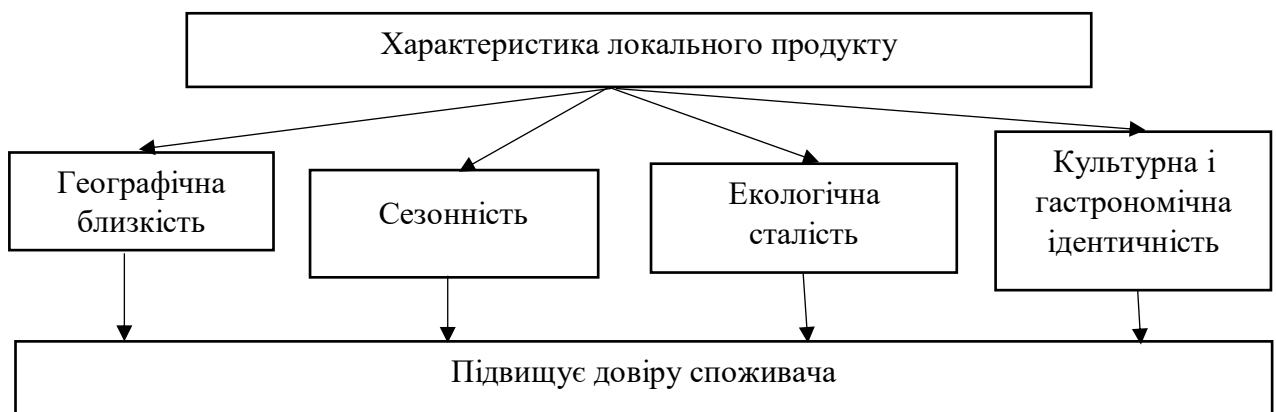 Характеристика локального продукту
Географічна
близкість
Сезонність
Екологічна
сталість
Культурна і
гастрономічна
ідентичність
Підвищує довіру споживача